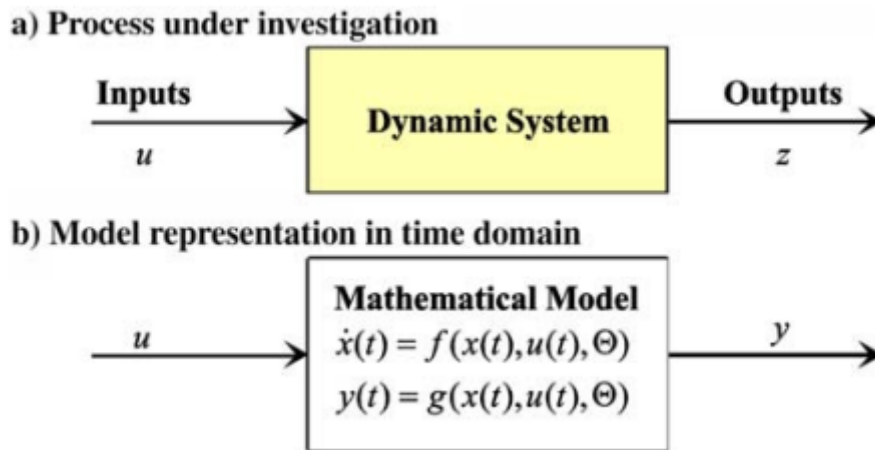 a) Process under investigation
Inputs
u
Dynamic System
Outputs
z
b) Model representation in time domain
u
Mathematical Model
ẋ(t) = f(x(t),u(t),Θ)
y(t) = g(x(t),u(t),Θ)
y